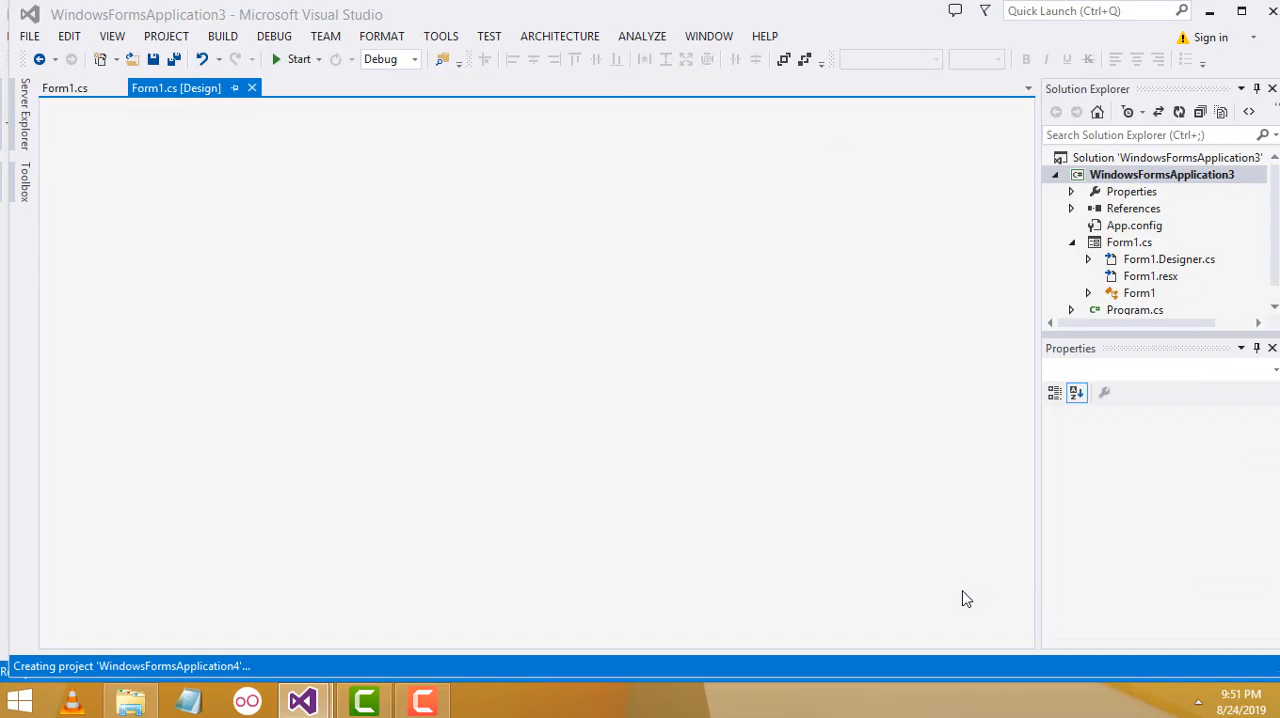 WindowsFormsApplication3 - Microsoft Visual Studio
Quick Launch (Ctrl+Q)
FILE EDIT VIEW PROJECT BUILD DEBUG TEAM FORMAT TOOLS TEST ARCHITECTURE ANALYZE WINDOW HELP
Sign in
Start
Debug
Server Explorer
Toolbox
Form1.cs
Form1.cs [Design]
Solution Explorer
Search Solution Explorer (Ctrl+;)
Solution 'WindowsFormsApplication3'
WindowsFormsApplication3
Properties
References
App.config
Form1.cs
Form1.Designer.cs
Form1.resx
Form1
Program.cs
Properties
Creating project 'WindowsFormsApplication4'...
9:51 PM
8/24/2019